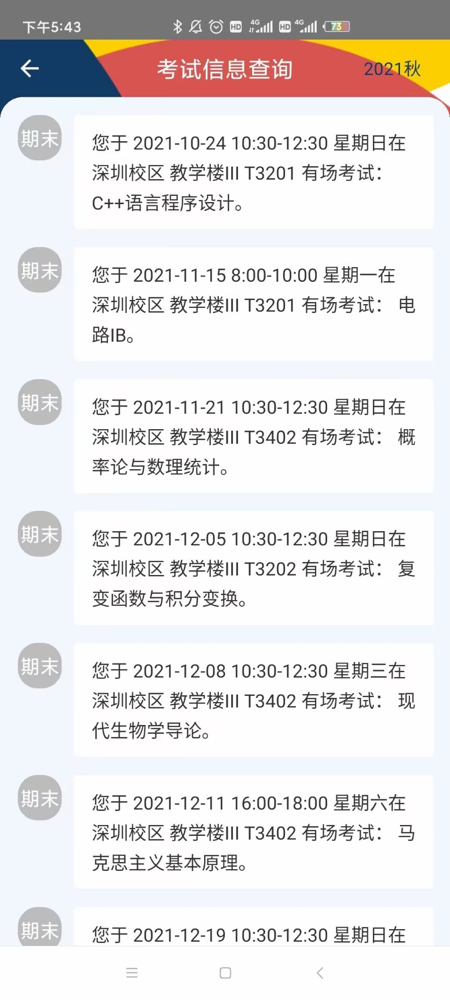 下午5:43
HD 4G HD 4G 73
考试信息查询
2021秋
期末
您于 2021-10-24 10:30-12:30 星期日在
深圳校区 教学楼III T3201 有场考试：
C++语言程序设计。
期末
您于 2021-11-15 8:00-10:00 星期一在
深圳校区 教学楼III T3201 有场考试： 电
路IB。
期末
您于 2021-11-21 10:30-12:30 星期日在
深圳校区 教学楼III T3402 有场考试： 概
率论与数理统计。
期末
您于 2021-12-05 10:30-12:30 星期日在
深圳校区 教学楼III T3202 有场考试： 复
变函数与积分变换。
期末
您于 2021-12-08 10:30-12:30 星期三在
深圳校区 教学楼III T3402 有场考试： 现
代生物学导论。
期末
您于 2021-12-11 16:00-18:00 星期六在
深圳校区 教学楼III T3402 有场考试： 马
克思主义基本原理。
期末
您于 2021-12-19 10:30-12:30 星期日在